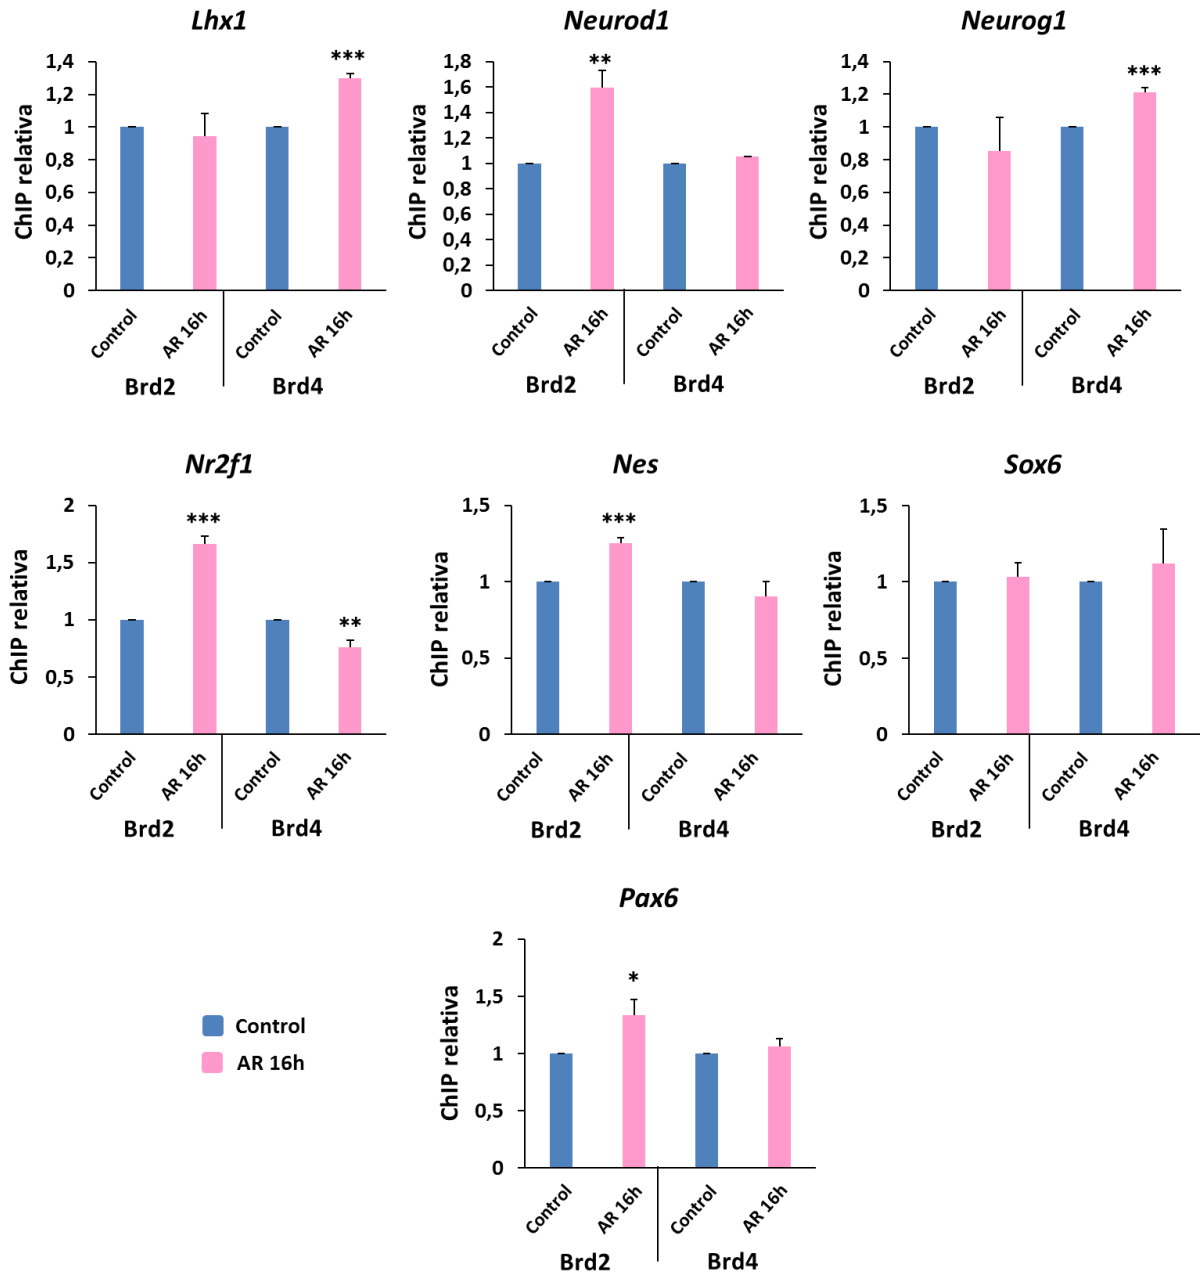 Lhx1
ChIP relativa
1,4
1,2
1
0,8
0,6
0,4
0,2
0
***
Control
AR 16h
Control
AR 16h
Brd2
Brd4
Neurod1
ChIP relativa
1,8
1,6
1,4
1,2
1
0,8
0,6
0,4
0,2
0
**
Control
AR 16h
Control
AR 16h
Brd2
Brd4
Neurog1
ChIP relativa
1,4
1,2
1
0,8
0,6
0,4
0,2
0
***
Control
AR 16h
Control
AR 16h
Brd2
Brd4
Nr2f1
ChIP relativa
2
1,5
1
0,5
0
***
**
Control
AR 16h
Control
AR 16h
Brd2
Brd4
Nes
ChIP relativa
1,5
1
0,5
0
***
Control
AR 16h
Control
AR 16h
Brd2
Brd4
Sox6
ChIP relativa
1,5
1
0,5
0
Control
AR 16h
Control
AR 16h
Brd2
Brd4
Control
AR 16h
Pax6
ChIP relativa
2
1,5
1
0,5
0
*
Control
AR 16h
Control
AR 16h
Brd2
Brd4